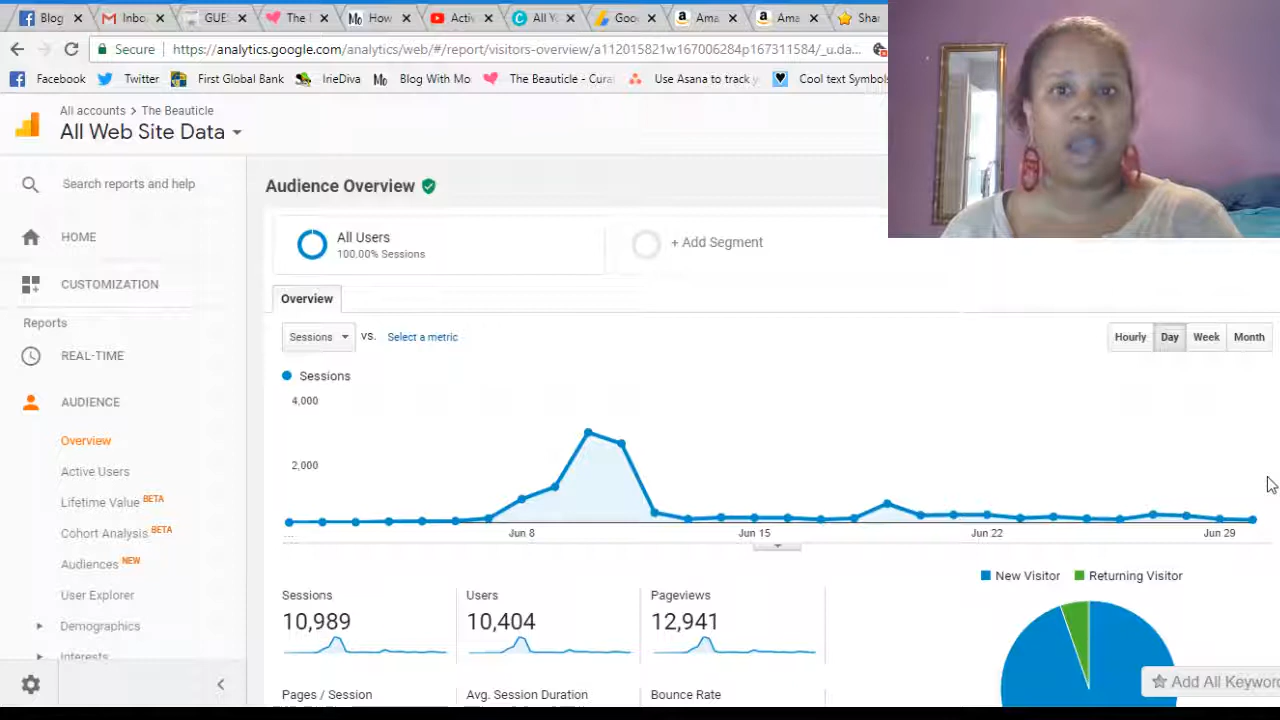 Blog
Inbo
GUES
The I
How
Activ
All Y
Goo
Ama
Ama
Shar
Secure
https://analytics.google.com/analytics/web/#/report/visitors-overview/a112015821w167006284p167311554/_u.da...
Facebook
Twitter
First Global Bank
IrieDiva
Mo Blog With Mo
The Beauticle - Cura
Use Asana to track y
Cool text Symbols
All accounts > The Beauticle
All Web Site Data
Search reports and help
HOME
CUSTOMIZATION
Reports
REAL-TIME
AUDIENCE
Overview
Active Users
Lifetime Value BETA
Cohort Analysis BETA
Audiences NEW
User Explorer
Demographics
Interests
Audience Overview
All Users
100.00% Sessions
+ Add Segment
Overview
Sessions
VS.
Select a metric
Hourly
Day
Week
Month
Sessions
4,000
2,000
...
Jun 8
Jun 15
Jun 22
Jun 29
New Visitor
Returning Visitor
Sessions
10,989
Users
10,404
Pageviews
12,941
Pages / Session
Avg. Session Duration
Bounce Rate
Add All Keyword